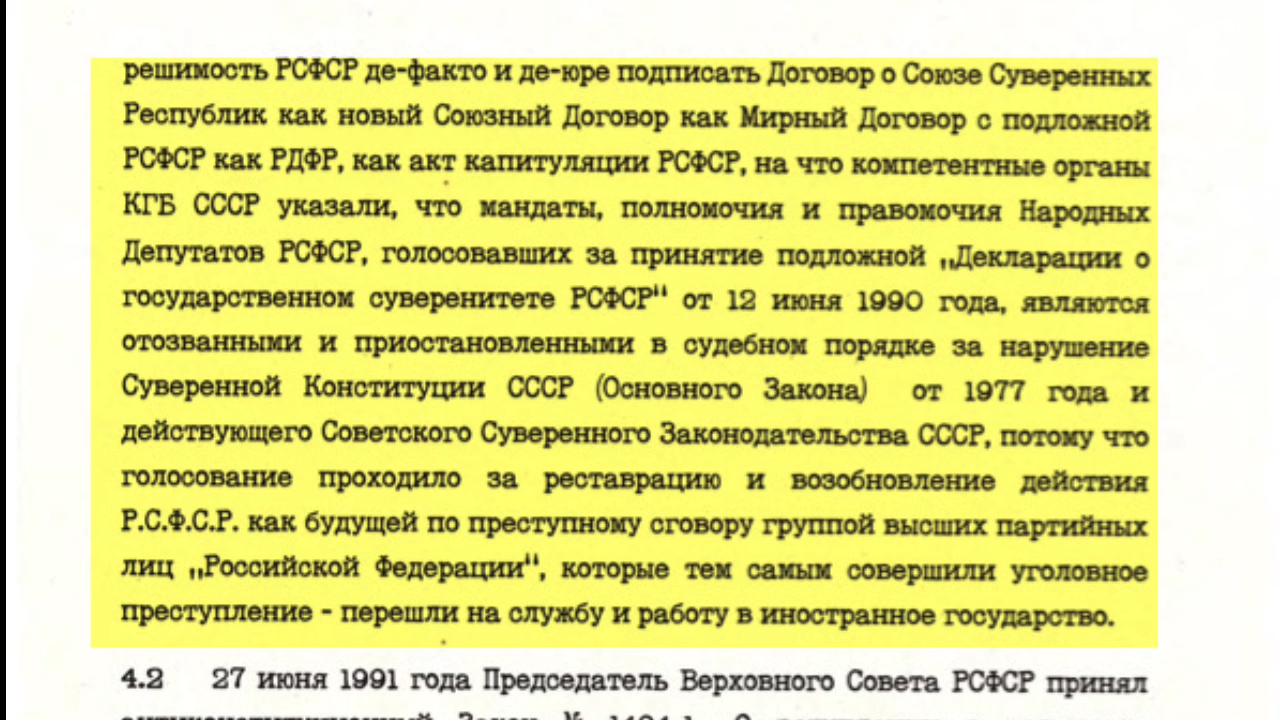 решимость РСФСР де-факто и де-юре подписать Договор о Союзе Суверенных
Республик как новый Союзный Договор как Мирный Договор с подложной
РСФСР как РДФР, как акт капитуляции РСФСР, на что компетентные органы
КГБ СССР указали, что мандаты, полномочия и правомочия Народных
Депутатов РСФСР, голосовавших за принятие подложной „Декларации о
государственном суверенитете РСФСР“ от 12 июня 1990 года, являются
отозванными и приостановленными в судебном порядке за нарушение
Суверенной Конституции СССР (Основного Закона) от 1977 года и
действующего Советского Суверенного Законодательства СССР, потому что
голосование проходило за реставрацию и возобновление действия
Р.С.Ф.С.Р. как будущей по преступному сговору группой высших партийных
лиц „Российской Федерации“, которые тем самым совершили уголовное
преступление - перешли на службу и работу в иностранное государство.
4.2 27 июня 1991 года Председатель Верховного Совета РСФСР принял